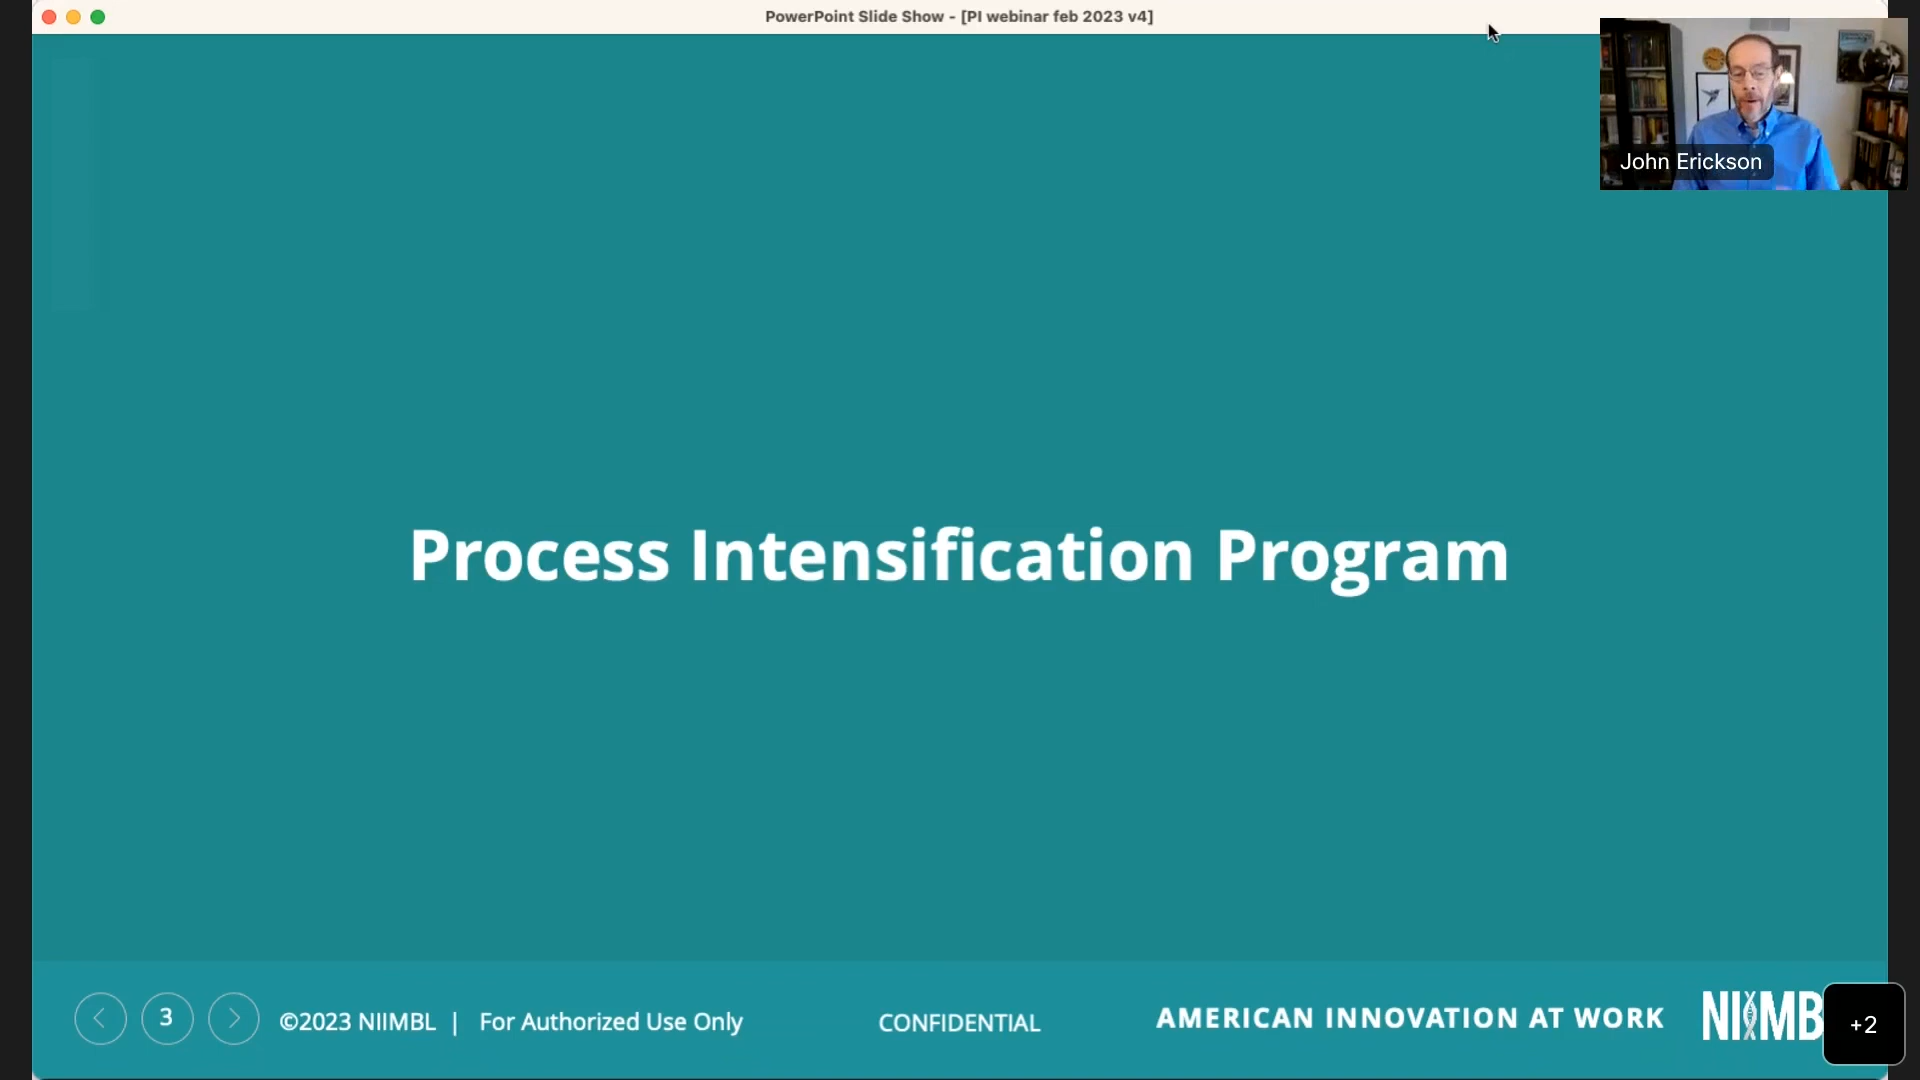 PowerPoint Slide Show - [PI webinar feb 2023 v4]
John Erickson
Process Intensification Program
3
©2023 NIIMBL | For Authorized Use Only
CONFIDENTIAL
AMERICAN INNOVATION AT WORK
NIIMBL
+2